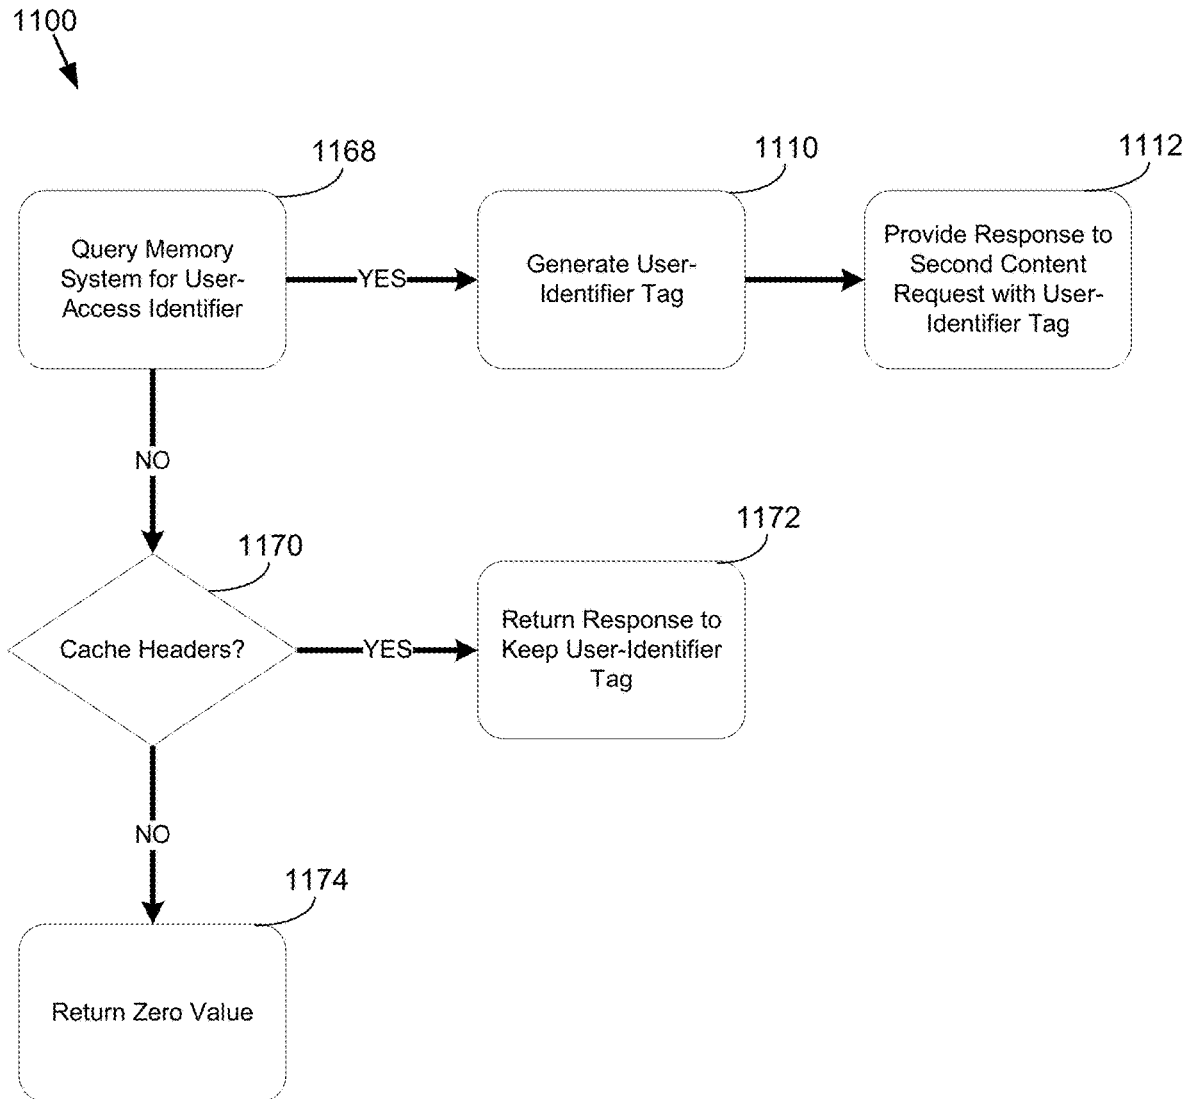 1100
1168
1110
1112
Query Memory
System for User-
Access Identifier
YES
Generate User-
Identifier Tag
Provide Response to
Second Content
Request with User-
Identifier Tag
NO
1170
1172
Cache Headers?
YES
Return Response to
Keep User-Identifier
Tag
NO
1174
Return Zero Value